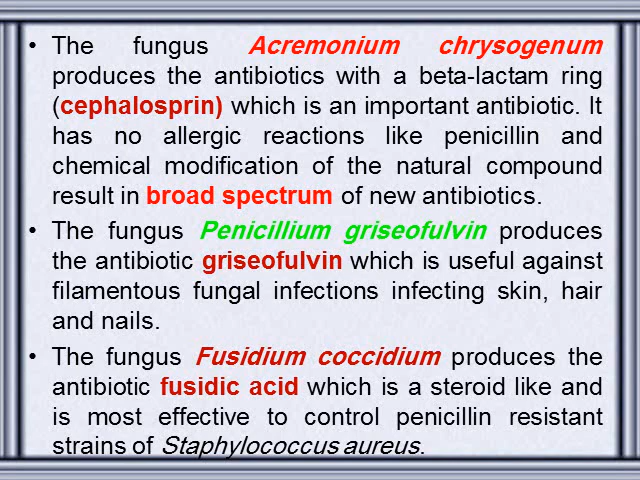 • The fungus Acremonium chrysogenum
produces the antibiotics with a beta-lactam ring
(cephalosprin) which is an important antibiotic. It
has no allergic reactions like penicillin and
chemical modification of the natural compound
result in broad spectrum of new antibiotics.
• The fungus Penicillium griseofulvin produces
the antibiotic griseofulvin which is useful against
filamentous fungal infections infecting skin, hair
and nails.
• The fungus Fusidium coccidium produces the
antibiotic fusidic acid which is a steroid like and
is most effective to control penicillin resistant
strains of Staphylococcus aureus.